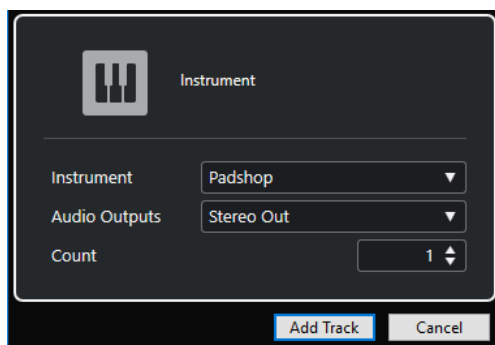 Instrument
Instrument Padshop
Audio Outputs Stereo Out
Count 1
Add Track Cancel